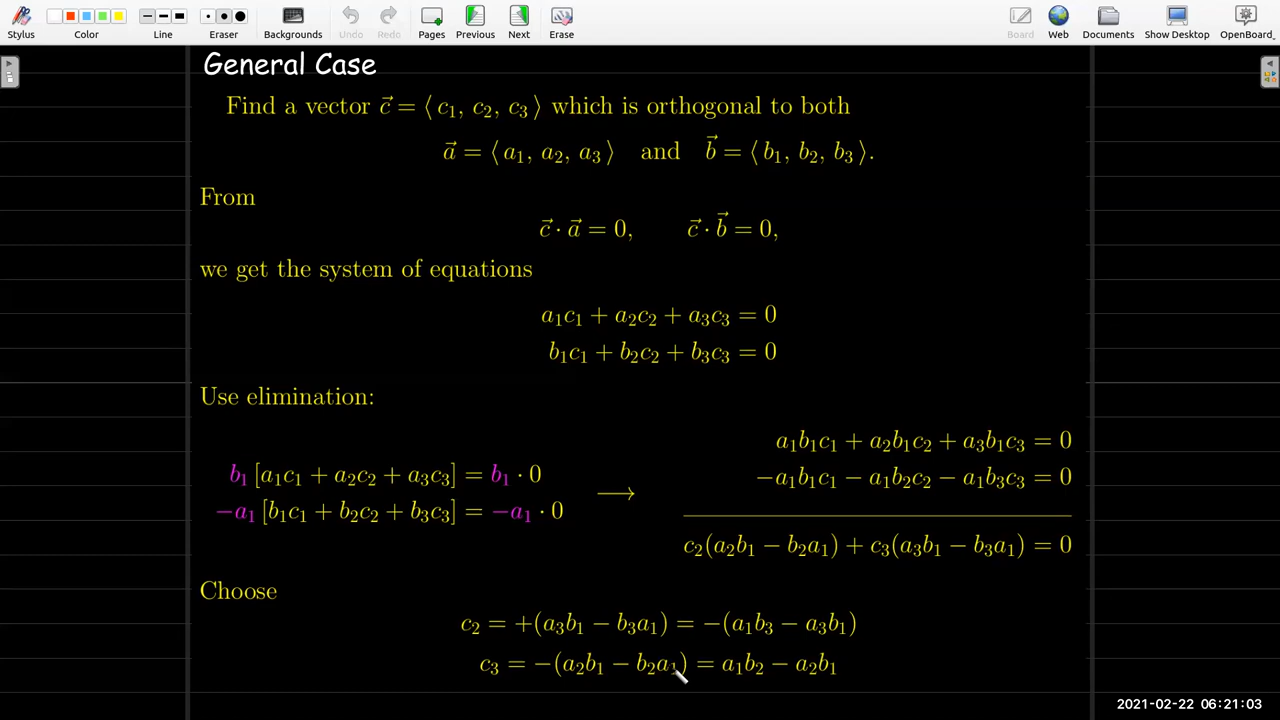 Stylus Color Line Eraser Backgrounds Undo Redo Pages Previous Next Erase Board Web Documents Show Desktop OpenBoard
General Case
Find a vector c⃗ = ⟨ c₁, c₂, c₃ ⟩ which is orthogonal to both
a⃗ = ⟨ a₁, a₂, a₃ ⟩ and b⃗ = ⟨ b₁, b₂, b₃ ⟩.
From
c⃗ · a⃗ = 0, c⃗ · b⃗ = 0,
we get the system of equations
a₁c₁ + a₂c₂ + a₃c₃ = 0
b₁c₁ + b₂c₂ + b₃c₃ = 0
Use elimination:
b₁ [a₁c₁ + a₂c₂ + a₃c₃] = b₁ · 0
−a₁ [b₁c₁ + b₂c₂ + b₃c₃] = −a₁ · 0
⟶
a₁b₁c₁ + a₂b₁c₂ + a₃b₁c₃ = 0
−a₁b₁c₁ − a₁b₂c₂ − a₁b₃c₃ = 0
c₂(a₂b₁ − b₂a₁) + c₃(a₃b₁ − b₃a₁) = 0
Choose
c₂ = +(a₃b₁ − b₃a₁) = −(a₁b₃ − a₃b₁)
c₃ = −(a₂b₁ − b₂a₁) = a₁b₂ − a₂b₁
2021-02-22 06:21:03